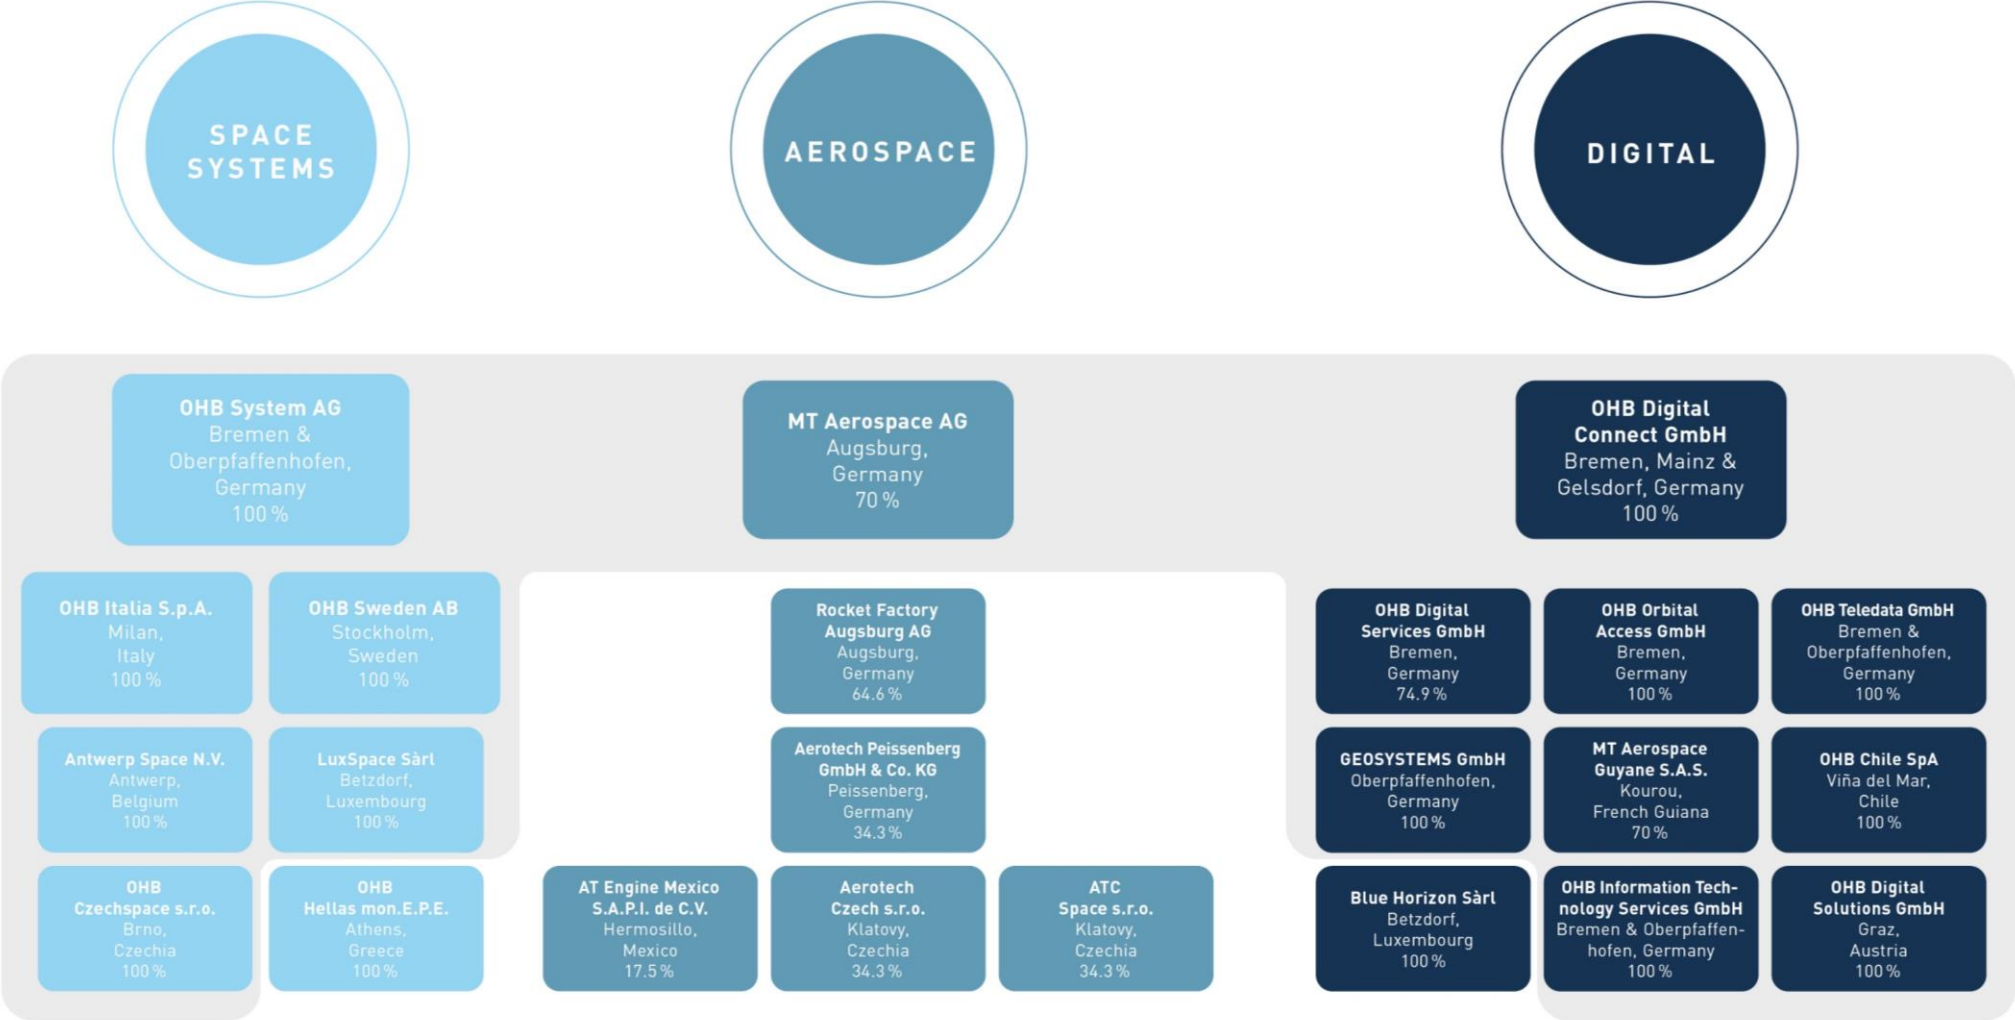 SPACE
SYSTEMS
AEROSPACE
DIGITAL
OHB System AG
Bremen &
Oberpfaffenhofen,
Germany
100 %
MT Aerospace AG
Augsburg,
Germany
70 %
OHB Digital
Connect GmbH
Bremen, Mainz &
Gelsdorf, Germany
100 %
OHB Italia S.p.A.
Milan,
Italy
100 %
OHB Sweden AB
Stockholm,
Sweden
100 %
Rocket Factory
Augsburg AG
Augsburg,
Germany
64.6 %
OHB Digital
Services GmbH
Bremen,
Germany
74.9 %
OHB Orbital
Access GmbH
Bremen,
Germany
100 %
OHB Teledata GmbH
Bremen &
Oberpfaffenhofen,
Germany
100 %
Antwerp Space N.V.
Antwerp,
Belgium
100 %
LuxSpace Sàrl
Betzdorf,
Luxembourg
100 %
Aerotech Peissenberg
GmbH & Co. KG
Peissenberg,
Germany
34.3 %
GEOSYSTEMS GmbH
Oberpfaffenhofen,
Germany
100 %
MT Aerospace
Guyane S.A.S.
Kourou,
French Guiana
70 %
OHB Chile SpA
Viña del Mar,
Chile
100 %
OHB
Czechspace s.r.o.
Brno,
Czechia
100 %
OHB
Hellas mon.E.P.E.
Athens,
Greece
100 %
AT Engine Mexico
S.A.P.I. de C.V.
Hermosillo,
Mexico
17.5 %
Aerotech
Czech s.r.o.
Klatovy,
Czechia
34.3 %
ATC
Space s.r.o.
Klatovy,
Czechia
34.3 %
Blue Horizon Sàrl
Betzdorf,
Luxembourg
100 %
OHB Information Tech-
nology Services GmbH
Bremen & Oberpfaffen-
hofen, Germany
100 %
OHB Digital
Solutions GmbH
Graz,
Austria
100 %